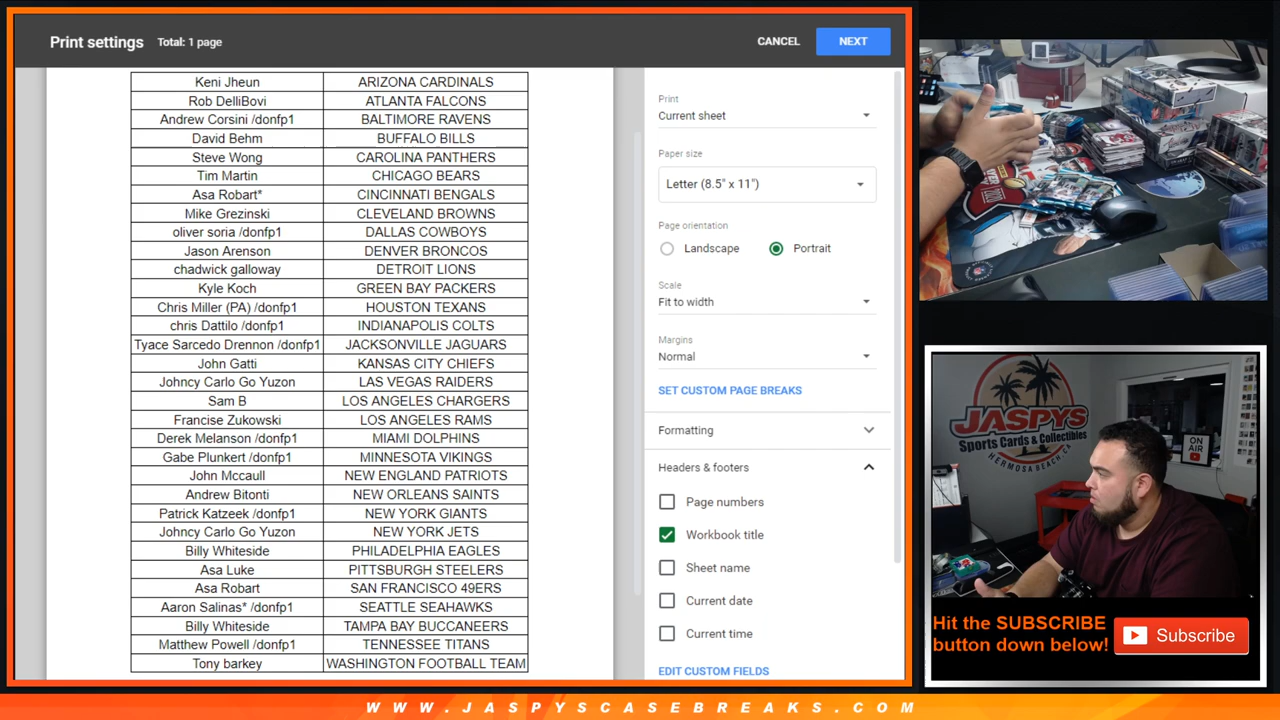 Print settings Total: 1 page CANCEL NEXT
Keni Jheun ARIZONA CARDINALS
Rob DelliBovi ATLANTA FALCONS
Andrew Corsini /donfp1 BALTIMORE RAVENS
David Behm BUFFALO BILLS
Steve Wong CAROLINA PANTHERS
Tim Martin CHICAGO BEARS
Asa Robart* CINCINNATI BENGALS
Mike Grezinski CLEVELAND BROWNS
oliver soria /donfp1 DALLAS COWBOYS
Jason Arenson DENVER BRONCOS
chadwick galloway DETROIT LIONS
Kyle Koch GREEN BAY PACKERS
Chris Miller (PA) /donfp1 HOUSTON TEXANS
chris Dattilo /donfp1 INDIANAPOLIS COLTS
Tyace Sarcedo Drennon /donfp1 JACKSONVILLE JAGUARS
John Gatti KANSAS CITY CHIEFS
Johncy Carlo Go Yuzon LAS VEGAS RAIDERS
Sam B LOS ANGELES CHARGERS
Francise Zukowski LOS ANGELES RAMS
Derek Melanson /donfp1 MIAMI DOLPHINS
Gabe Plunkert /donfp1 MINNESOTA VIKINGS
John Mccaull NEW ENGLAND PATRIOTS
Andrew Bitonti NEW ORLEANS SAINTS
Patrick Katzeek /donfp1 NEW YORK GIANTS
Johncy Carlo Go Yuzon NEW YORK JETS
Billy Whiteside PHILADELPHIA EAGLES
Asa Luke PITTSBURGH STEELERS
Asa Robart SAN FRANCISCO 49ERS
Aaron Salinas* /donfp1 SEATTLE SEAHAWKS
Billy Whiteside TAMPA BAY BUCCANEERS
Matthew Powell /donfp1 TENNESSEE TITANS
Tony barkey WASHINGTON FOOTBALL TEAM
Print
Current sheet
Paper size
Letter (8.5" x 11")
Page orientation
Landscape Portrait
Scale
Fit to width
Margins
Normal
SET CUSTOM PAGE BREAKS
Formatting
Headers & footers
Page numbers
Workbook title
Sheet name
Current date
Current time
EDIT CUSTOM FIELDS
JASPYS
Sports Cards & Collectibles
HERMOSA BEACH, CA
ON
AIR
Hit the SUBSCRIBE
button down below!
Subscribe
WWW.JASPYSCASEBREAKS.COM